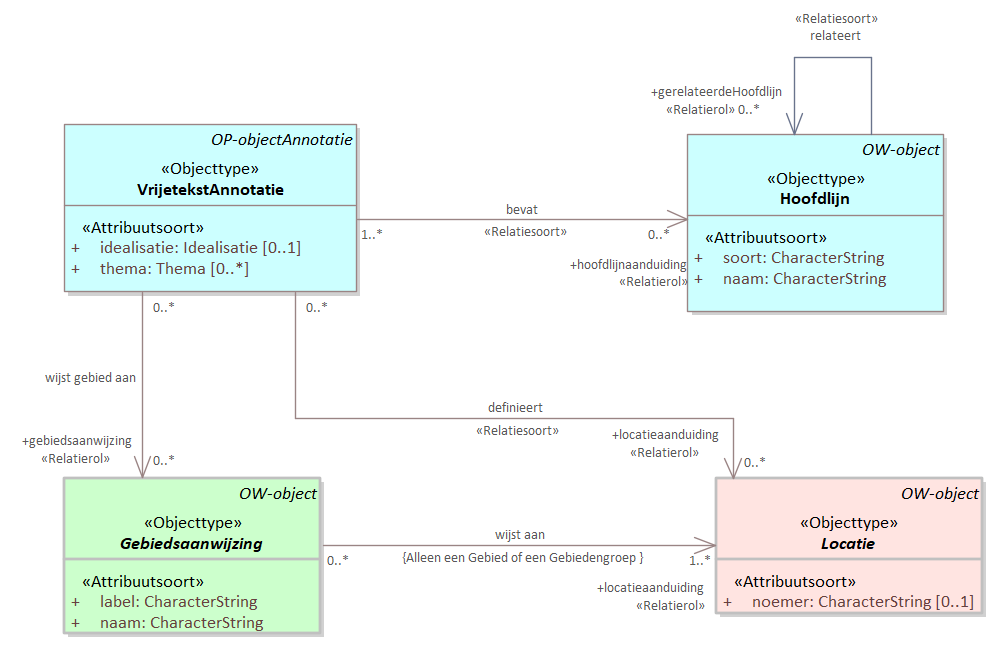 «Relatiesoort»
relateert
+gerelateerdeHoofdlijn
«Relatierol» 0..*
OP-objectAnnotatie
«Objecttype»
VrijetekstAnnotatie
«Attribuutsoort»
+ idealisatie: Idealisatie [0..1]
+ thema: Thema [0..*]
OW-object
«Objecttype»
Hoofdlijn
«Attribuutsoort»
+ soort: CharacterString
+ naam: CharacterString
bevat
«Relatiesoort»
1..*
0..*
+hoofdlijnaanduiding
«Relatierol»
0..*
0..*
wijst gebied aan
+gebiedsaanwijzing
«Relatierol»
0..*
definieert
«Relatiesoort»
+locatieaanduiding
«Relatierol»
0..*
OW-object
«Objecttype»
Gebiedsaanwijzing
«Attribuutsoort»
+ label: CharacterString
+ naam: CharacterString
wijst aan
0..*
{Alleen een Gebied of een Gebiedengroep }
1..*
+locatieaanduiding
«Relatierol»
OW-object
«Objecttype»
Locatie
«Attribuutsoort»
+ noemer: CharacterString [0..1]